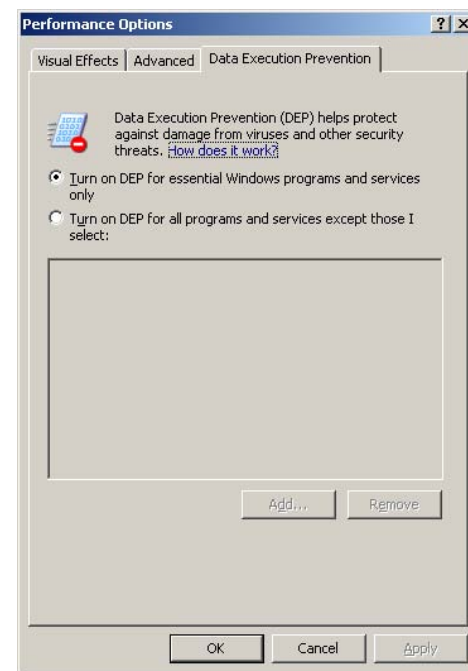 Performance Options
Visual Effects
Advanced
Data Execution Prevention
Data Execution Prevention (DEP) helps protect
against damage from viruses and other security
threats. How does it work?
Turn on DEP for essential Windows programs and services
only
Turn on DEP for all programs and services except those I
select:
Add...
Remove
OK
Cancel
Apply